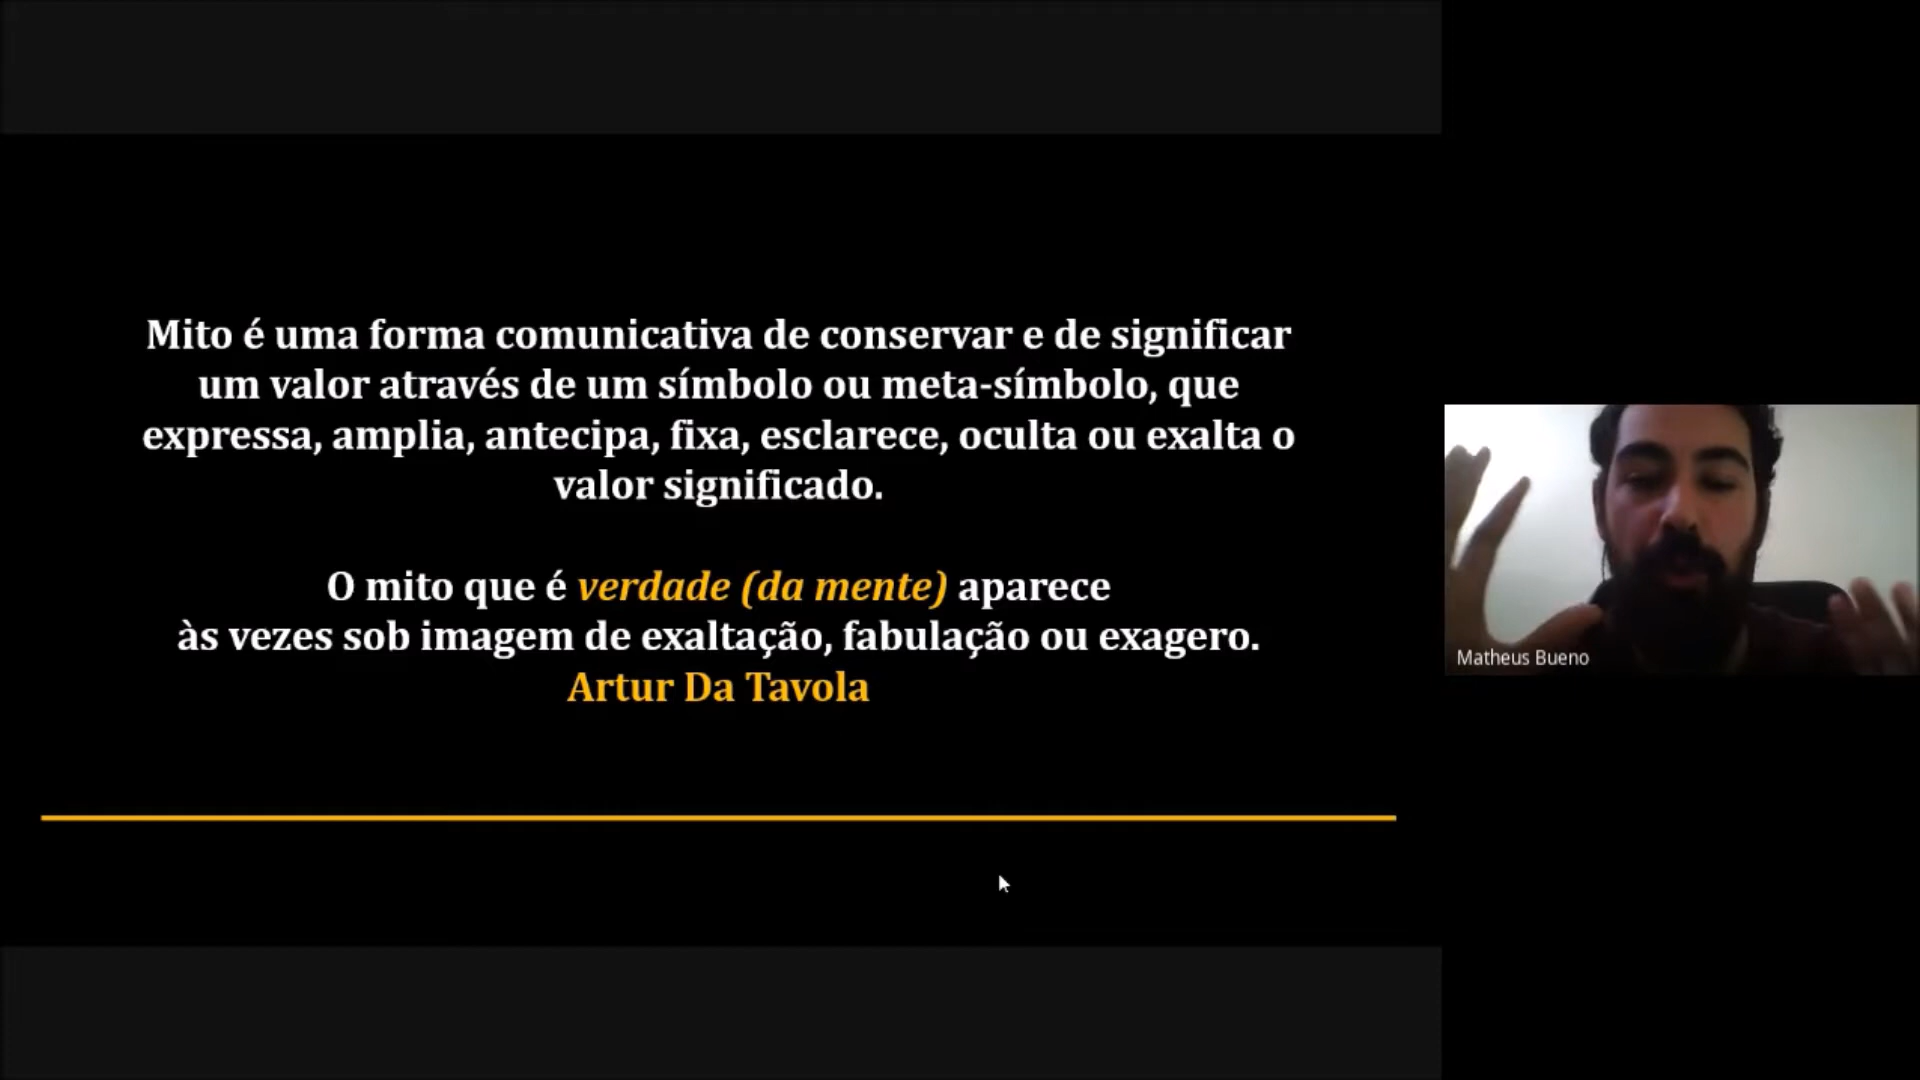 Mito é uma forma comunicativa de conservar e de significar
um valor através de um símbolo ou meta-símbolo, que
expressa, amplia, antecipa, fixa, esclarece, oculta ou exalta o
valor significado.
O mito que é verdade (da mente) aparece
às vezes sob imagem de exaltação, fabulação ou exagero.
Artur Da Tavola
Matheus Bueno